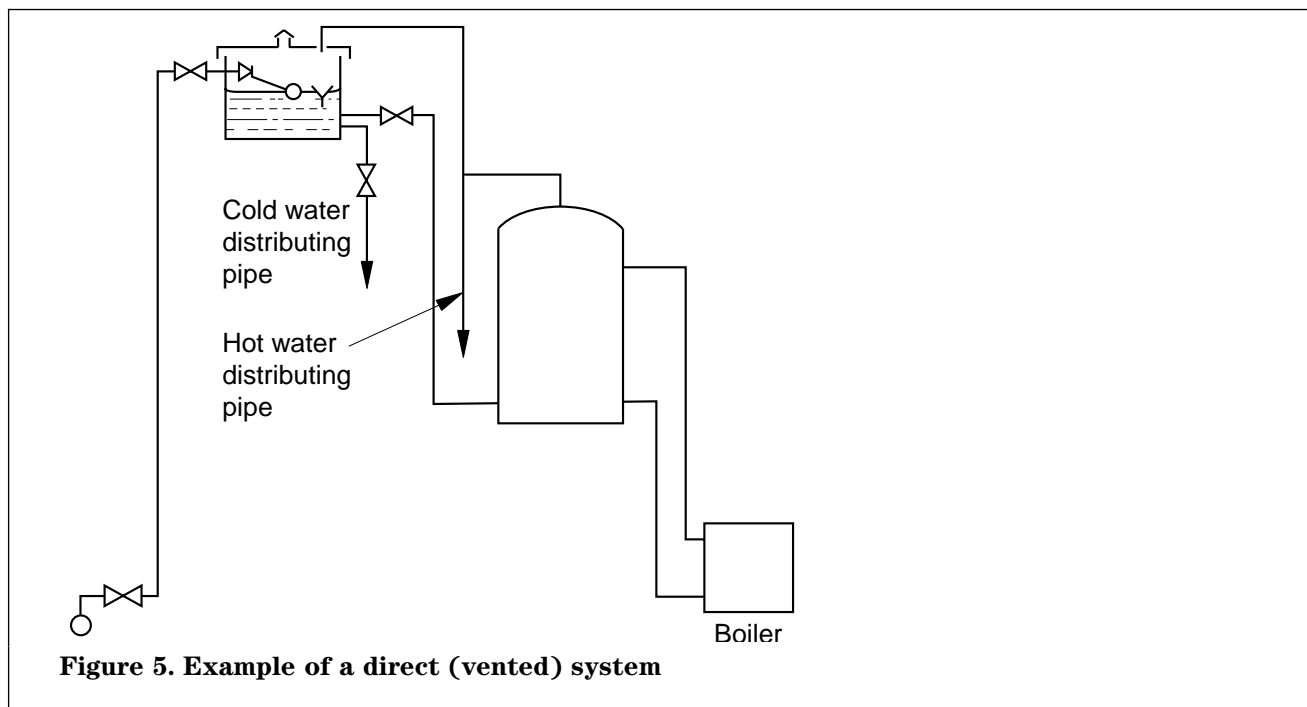 Cold water
distributing
pipe
Hot water
distributing
pipe
Boiler
Figure 5. Example of a direct (vented) system